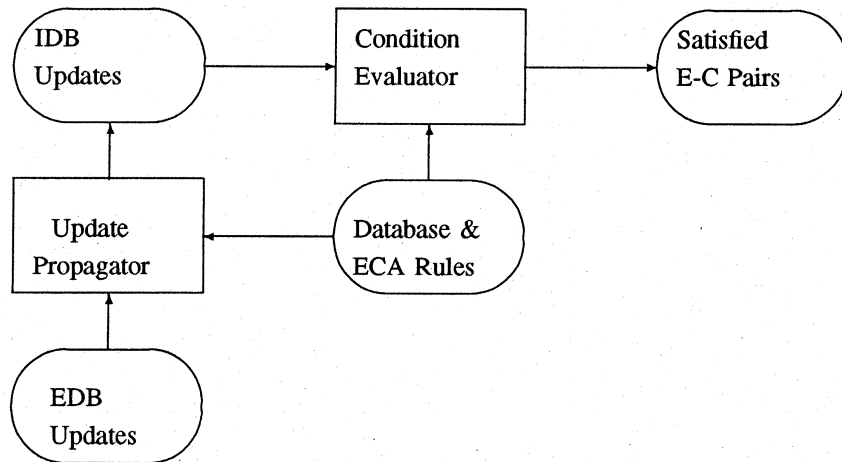 IDB
Updates
Condition
Evaluator
Satisfied
E-C Pairs
Update
Propagator
Database &
ECA Rules
EDB
Updates